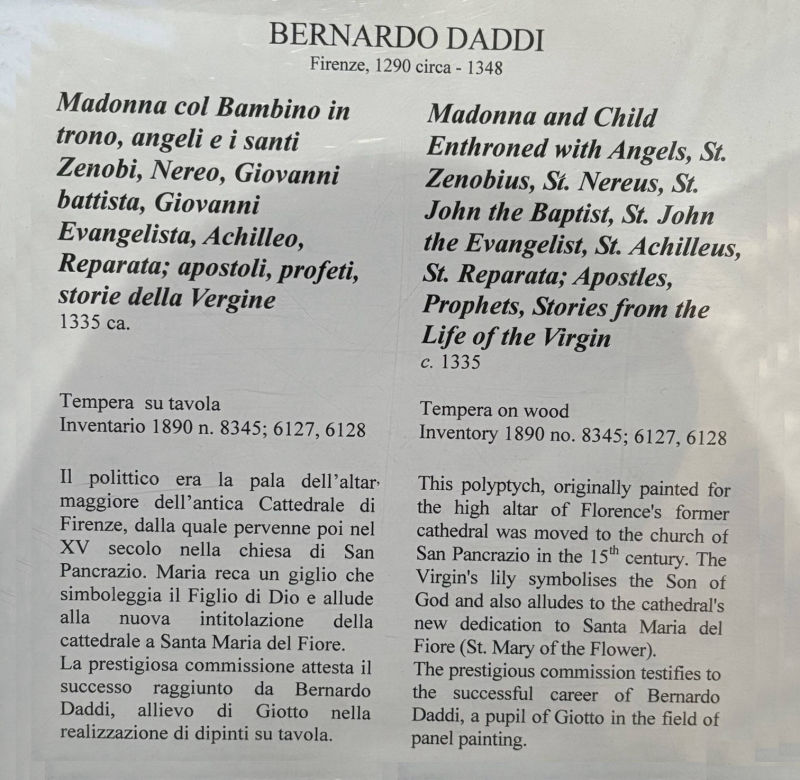 BERNARDO DADDI
Firenze, 1290 circa - 1348
Madonna col Bambino in
trono, angeli e i santi
Zenobi, Nereo, Giovanni
battista, Giovanni
Evangelista, Achilleo,
Reparata; apostoli, profeti,
storie della Vergine
1335 ca.
Tempera su tavola
Inventario 1890 n. 8345; 6127, 6128
Il polittico era la pala dell'altar
maggiore dell'antica Cattedrale di
Firenze, dalla quale pervenne poi nel
XV secolo nella chiesa di San
Pancrazio. Maria reca un giglio che
simboleggia il Figlio di Dio e allude
alla nuova intitolazione della
cattedrale a Santa Maria del Fiore.
La prestigiosa commissione attesta il
successo raggiunto da Bernardo
Daddi, allievo di Giotto nella
realizzazione di dipinti su tavola.
Madonna and Child
Enthroned with Angels, St.
Zenobius, St. Nereus, St.
John the Baptist, St. John
the Evangelist, St. Achilleus,
St. Reparata; Apostles,
Prophets, Stories from the
Life of the Virgin
c. 1335
Tempera on wood
Inventory 1890 no. 8345; 6127, 6128
This polyptych, originally painted for
the high altar of Florence's former
cathedral was moved to the church of
San Pancrazio in the 15th century. The
Virgin's lily symbolises the Son of
God and also alludes to the cathedral's
new dedication to Santa Maria del
Fiore (St. Mary of the Flower).
The prestigious commission testifies to
the successful career of Bernardo
Daddi, a pupil of Giotto in the field of
panel painting.